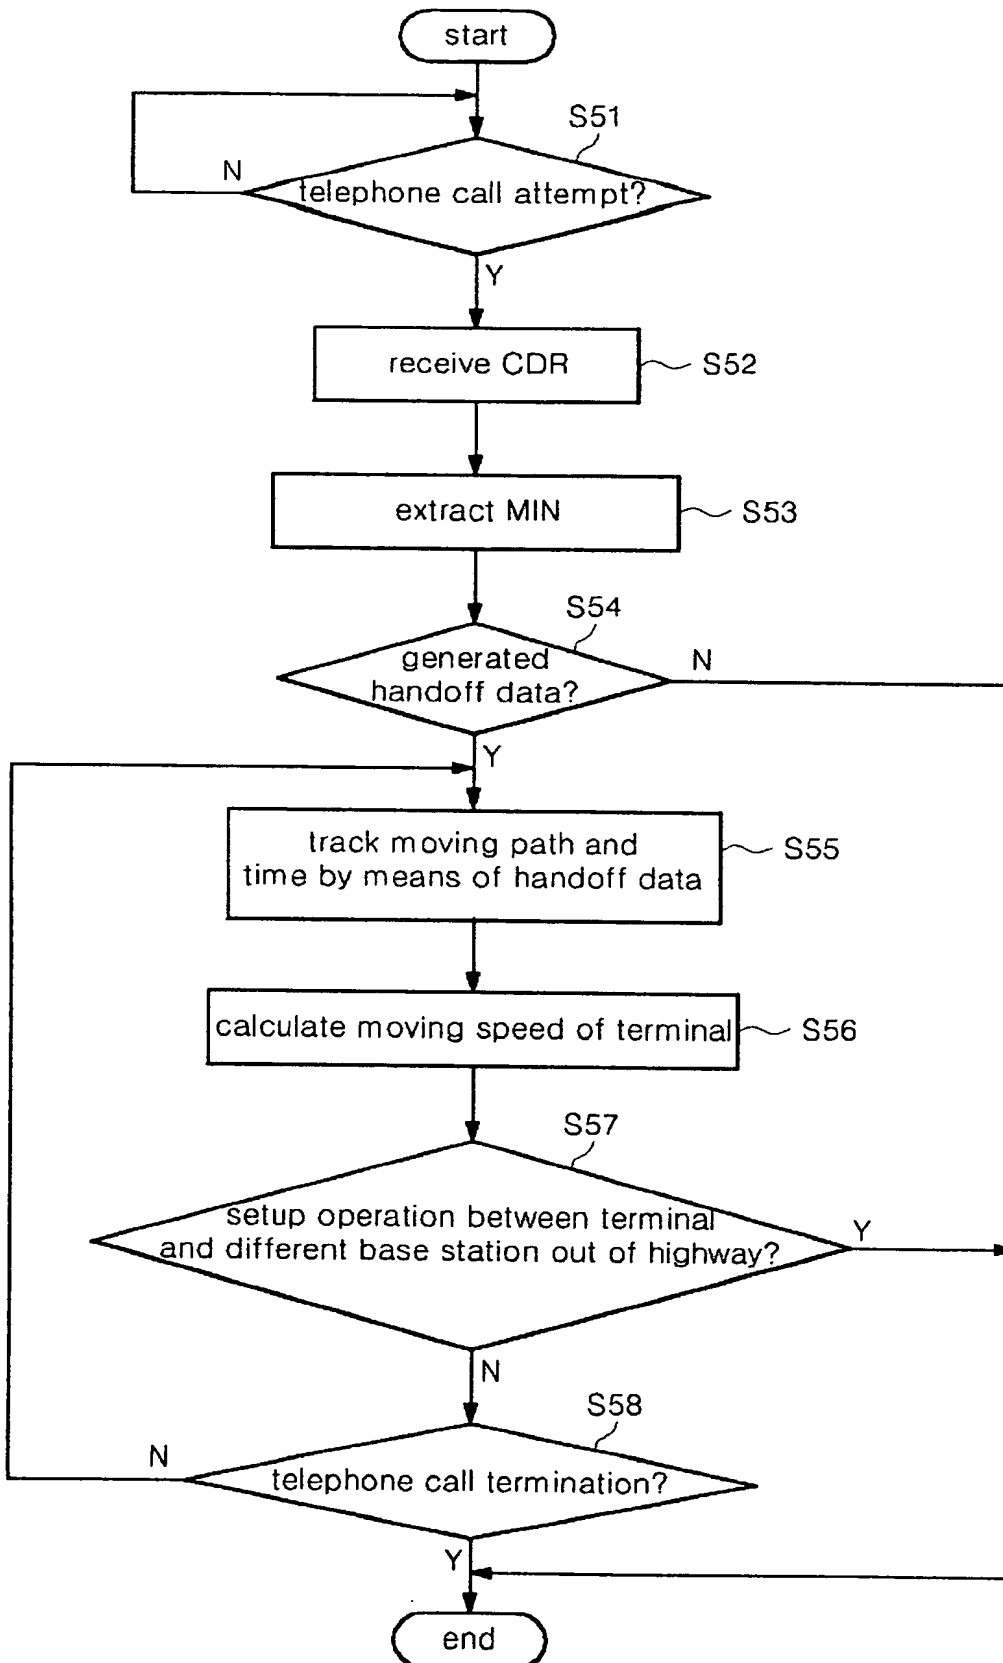 start
S51
N
telephone call attempt?
Y
receive CDR
S52
extract MIN
S53
S54
generated
handoff data?
N
Y
track moving path and
time by means of handoff data
S55
calculate moving speed of terminal
S56
S57
setup operation between terminal
and different base station out of highway?
Y
N
S58
N
telephone call termination?
Y
end